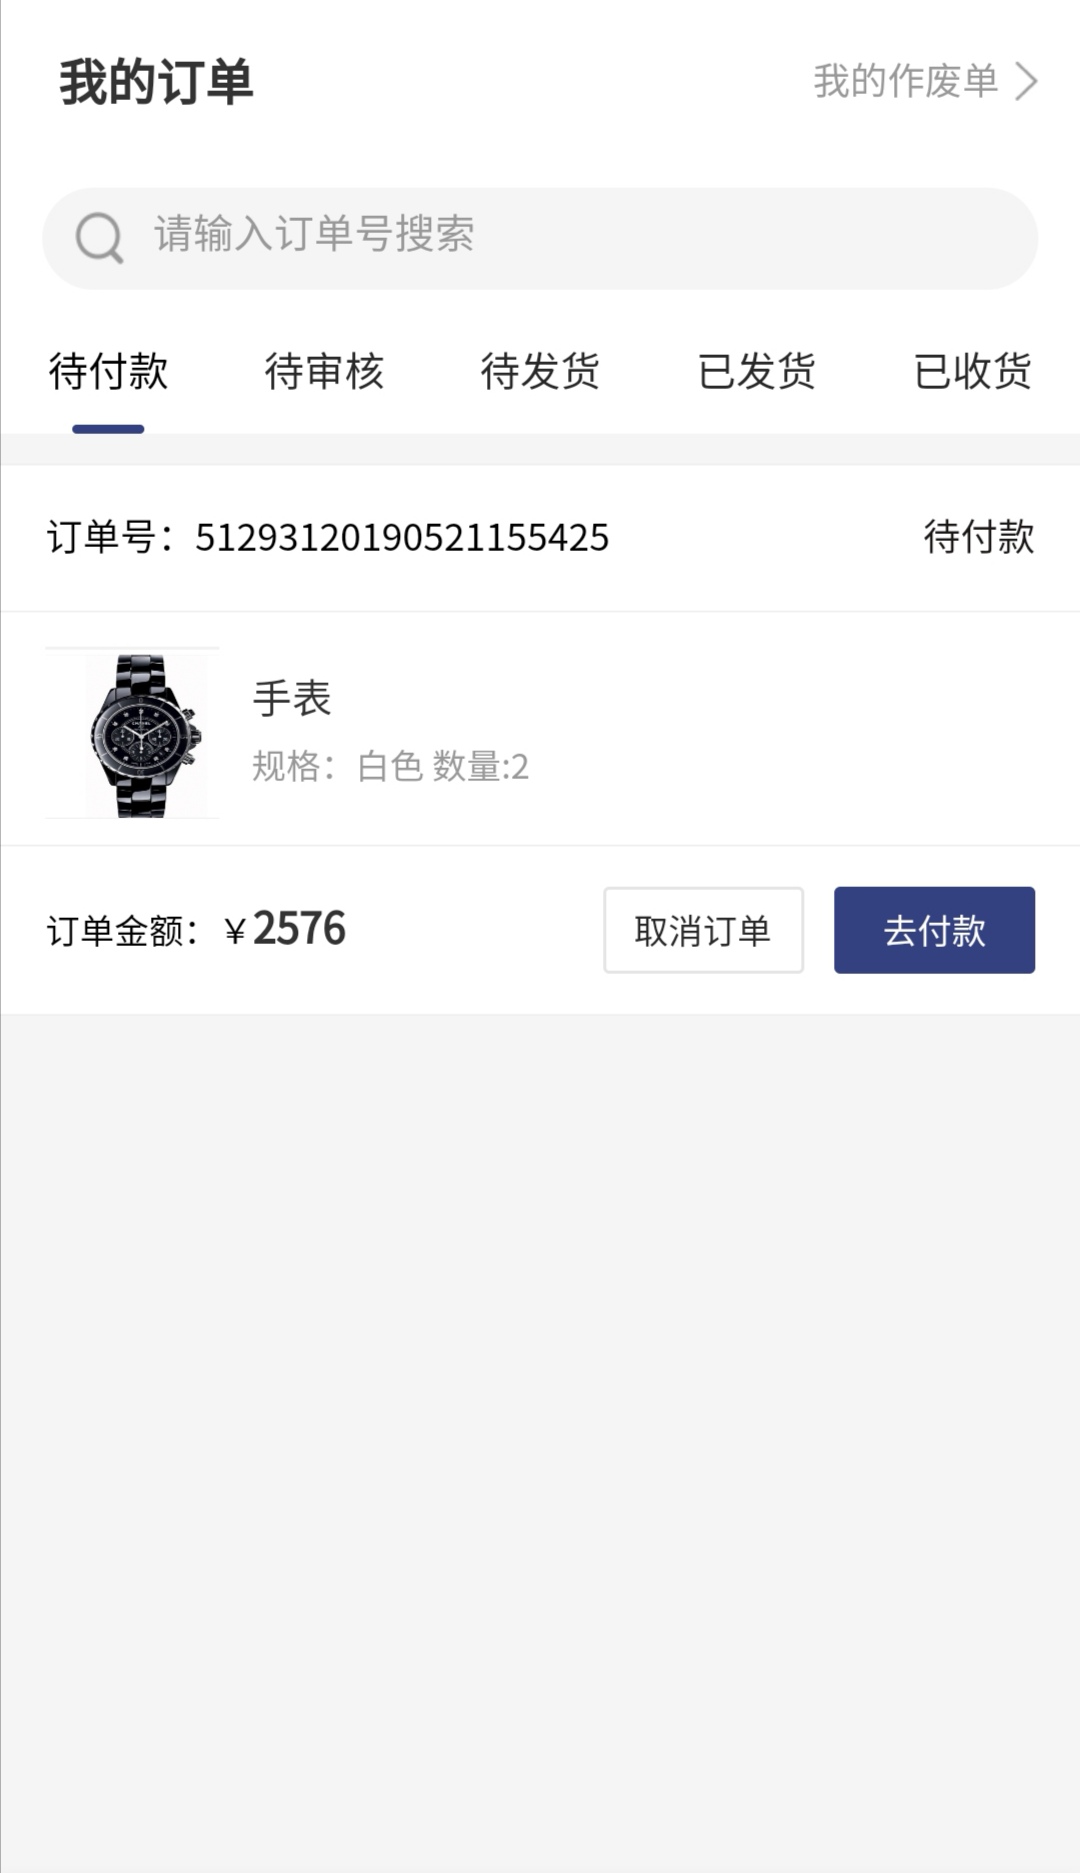 我的订单
我的作废单
请输入订单号搜索
待付款 待审核 待发货 已发货 已收货
订单号：51293120190521155425 待付款
手表
规格：白色 数量:2
订单金额：￥2576 取消订单 去付款